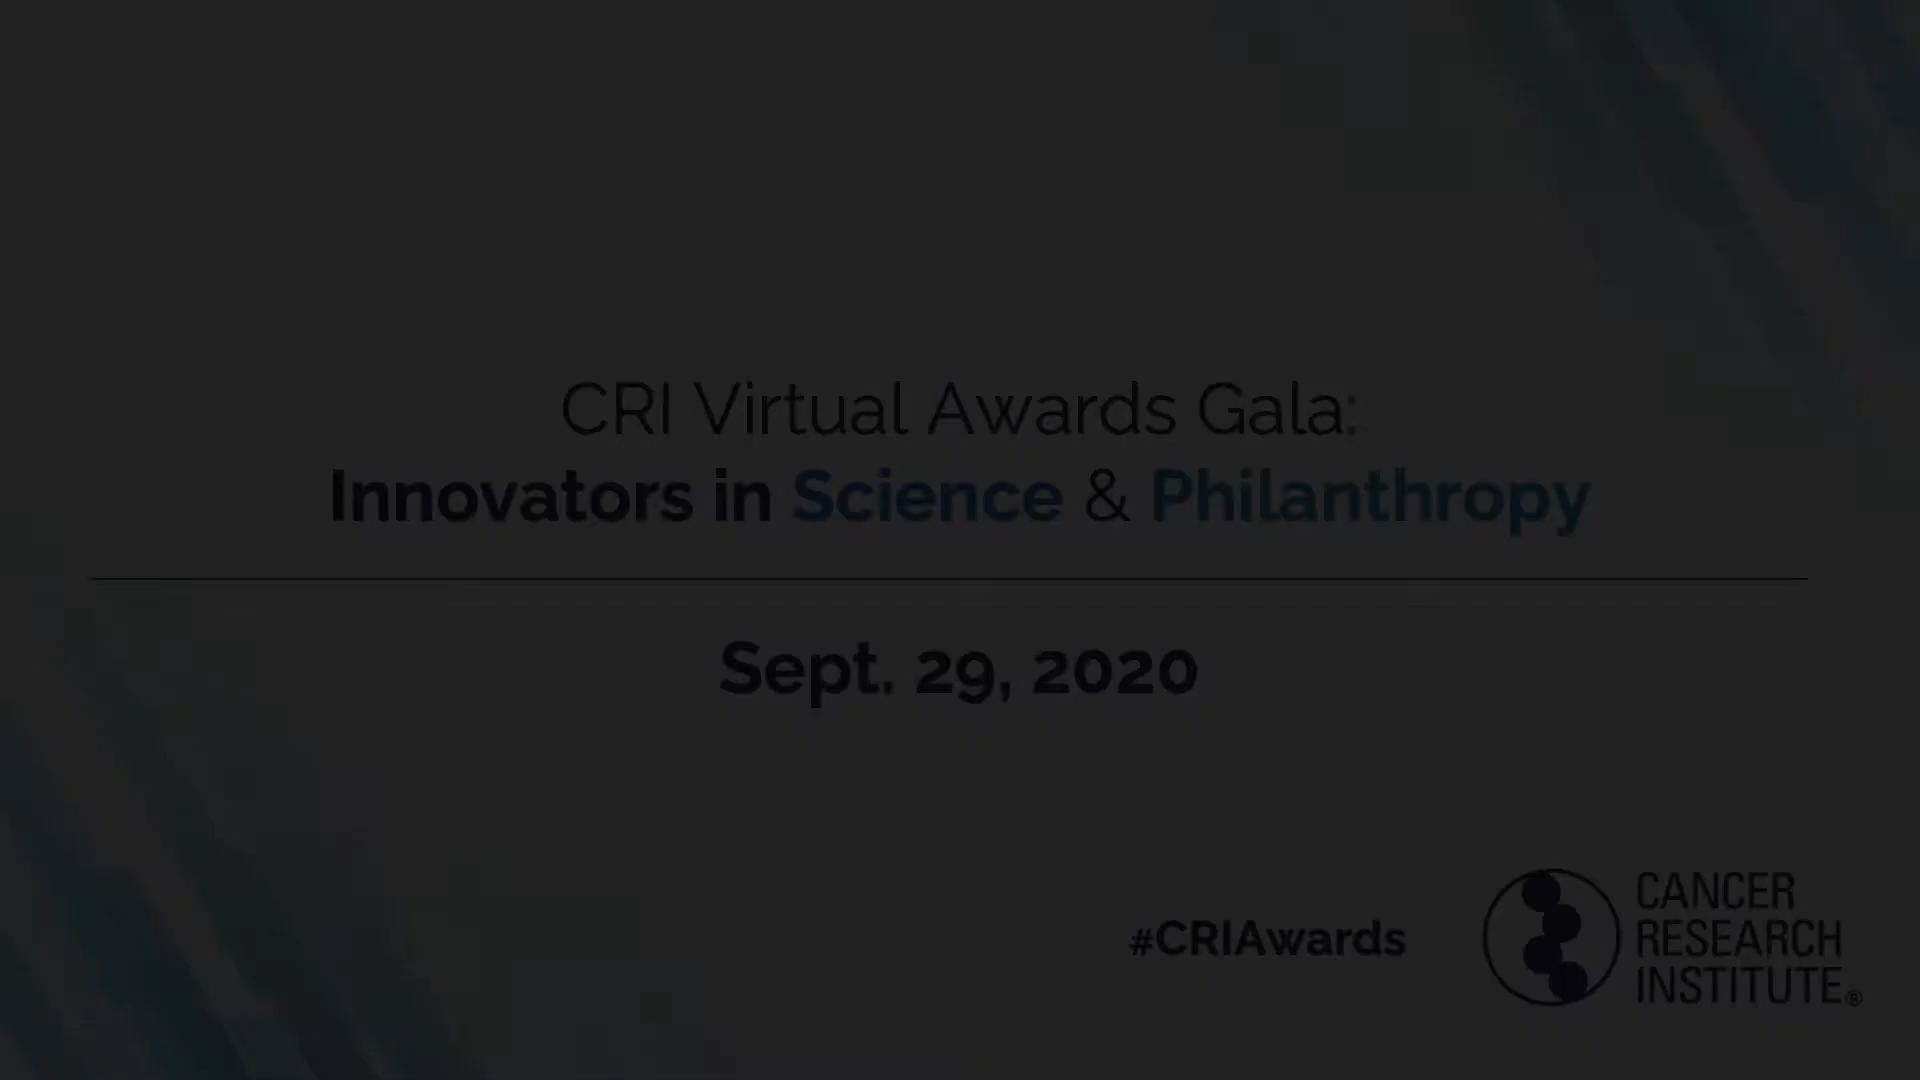 CRI Virtual Awards Gala:
Innovators in Science & Philanthropy
Sept. 29, 2020
#CRIAwards
CANCER
RESEARCH
INSTITUTE®